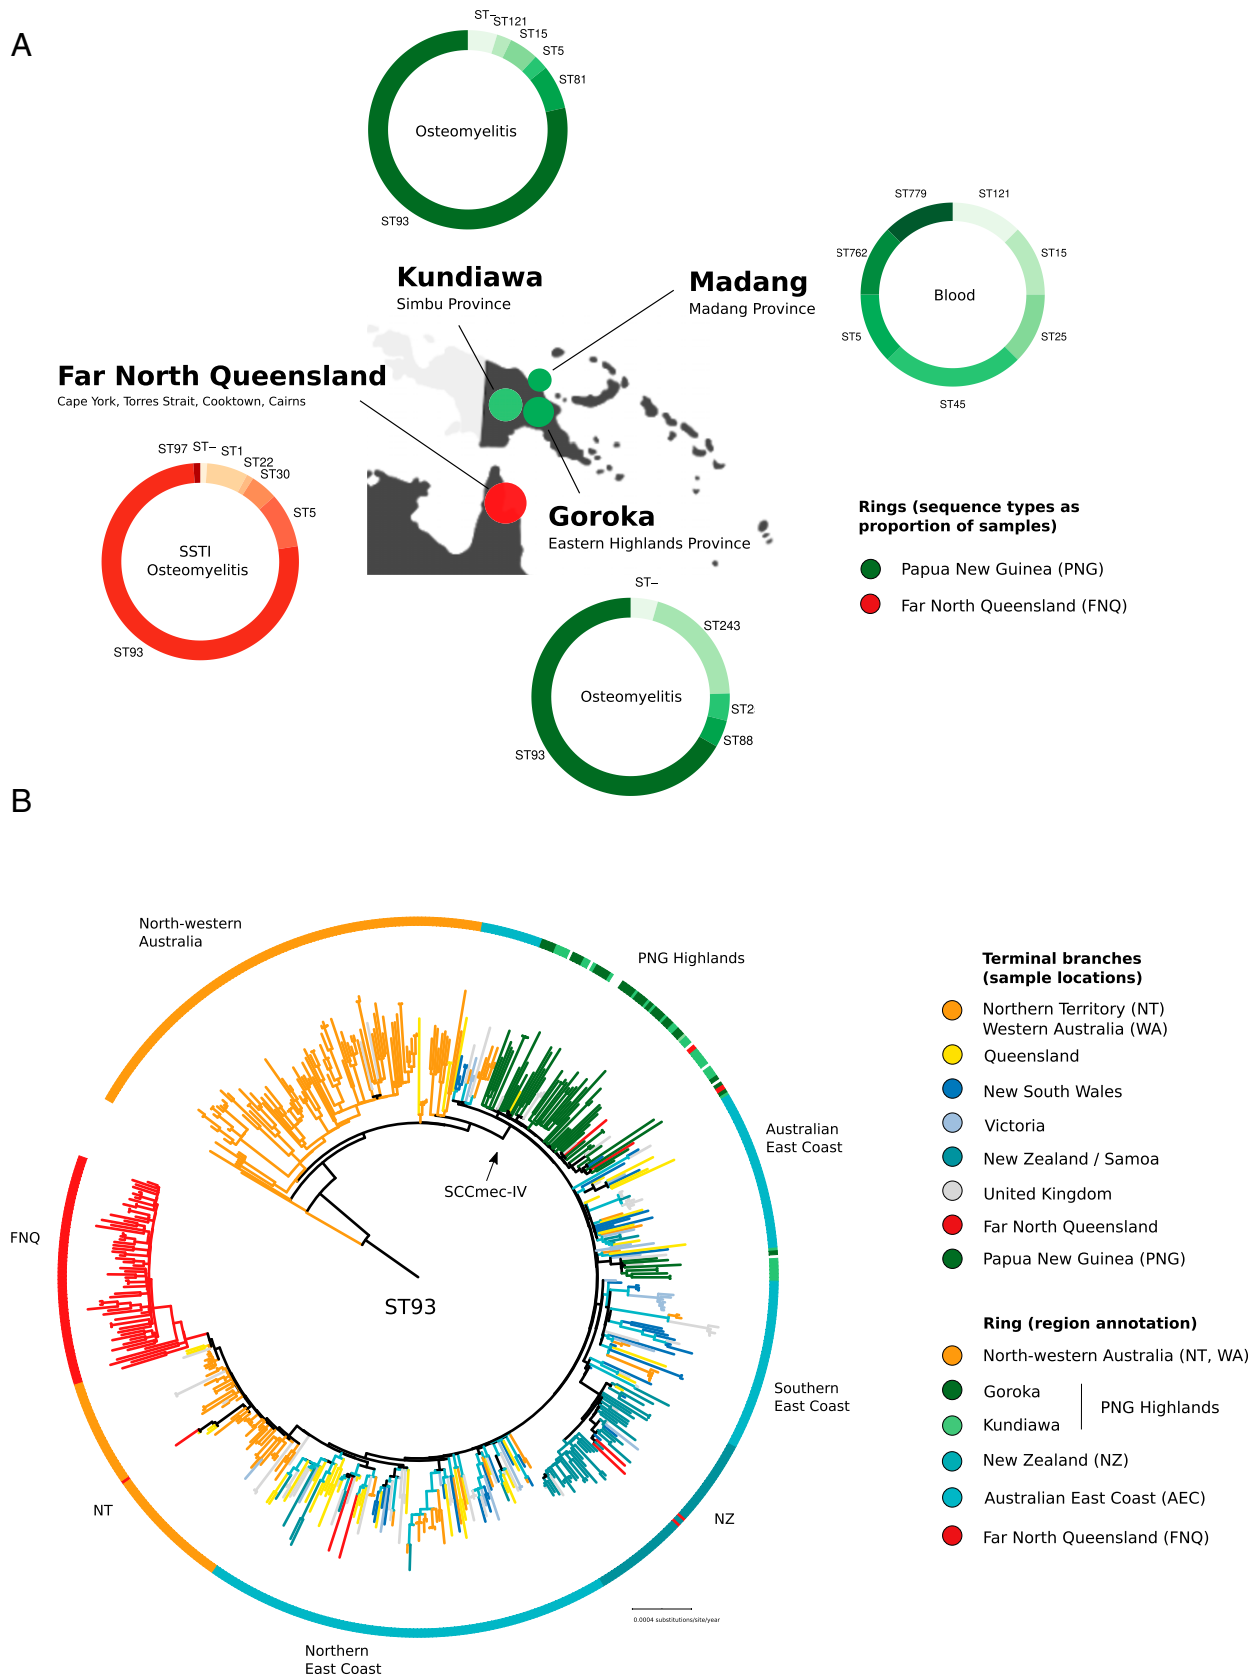 A
ST–
ST121
ST15
ST5
ST81
Osteomyelitis
ST93
ST779
ST121
ST762
ST15
Blood
ST5
ST25
ST45
Kundiawa
Simbu Province
Madang
Madang Province
Far North Queensland
Cape York, Torres Strait, Cooktown, Cairns
ST97
ST–
ST1
ST22
ST30
ST5
SSTI
Osteomyelitis
ST93
Goroka
Eastern Highlands Province
Rings (sequence types as
proportion of samples)
Papua New Guinea (PNG)
Far North Queensland (FNQ)
ST–
ST243
Osteomyelitis
ST2
ST88
ST93
B
North-western
Australia
PNG Highlands
Australian
East Coast
SCCmec-IV
FNQ
ST93
Southern
East Coast
NT
NZ
0.0004 substitutions/site/year
Northern
East Coast
Terminal branches
(sample locations)
Northern Territory (NT)
Western Australia (WA)
Queensland
New South Wales
Victoria
New Zealand / Samoa
United Kingdom
Far North Queensland
Papua New Guinea (PNG)
Ring (region annotation)
North-western Australia (NT, WA)
Goroka
PNG Highlands
Kundiawa
New Zealand (NZ)
Australian East Coast (AEC)
Far North Queensland (FNQ)